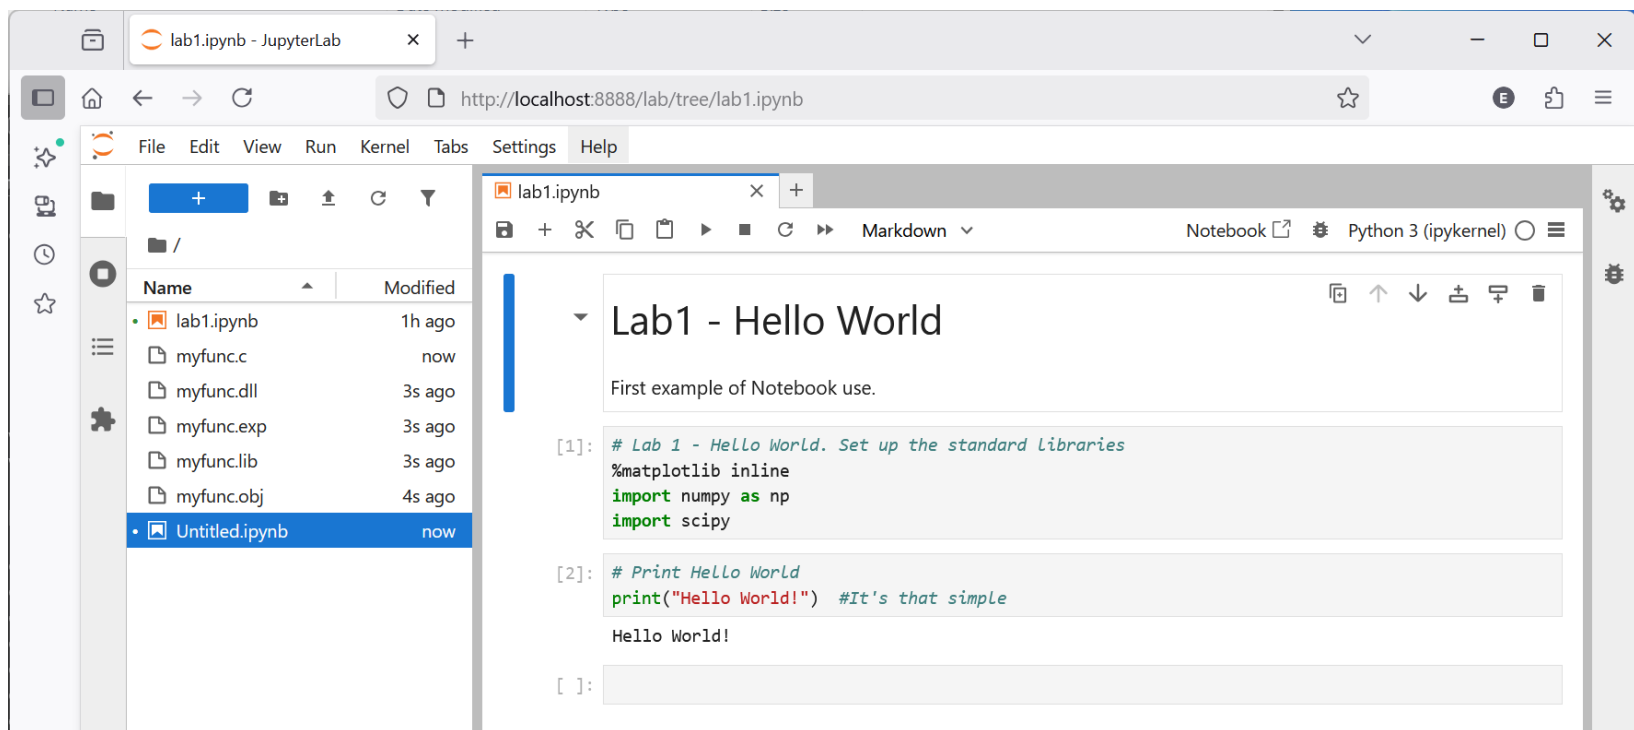 lab1.ipynb - JupyterLab
http://localhost:8888/lab/tree/lab1.ipynb
E
File Edit View Run Kernel Tabs Settings Help
lab1.ipynb
Markdown
Notebook
Python 3 (ipykernel)
/
Name Modified
lab1.ipynb 1h ago
myfunc.c now
myfunc.dll 3s ago
myfunc.exp 3s ago
myfunc.lib 3s ago
myfunc.obj 4s ago
Untitled.ipynb now
Lab1 - Hello World
First example of Notebook use.
[1]: # Lab 1 - Hello World. Set up the standard libraries
%matplotlib inline
import numpy as np
import scipy
[2]: # Print Hello World
print("Hello World!")  #It's that simple
Hello World!
[ ]: